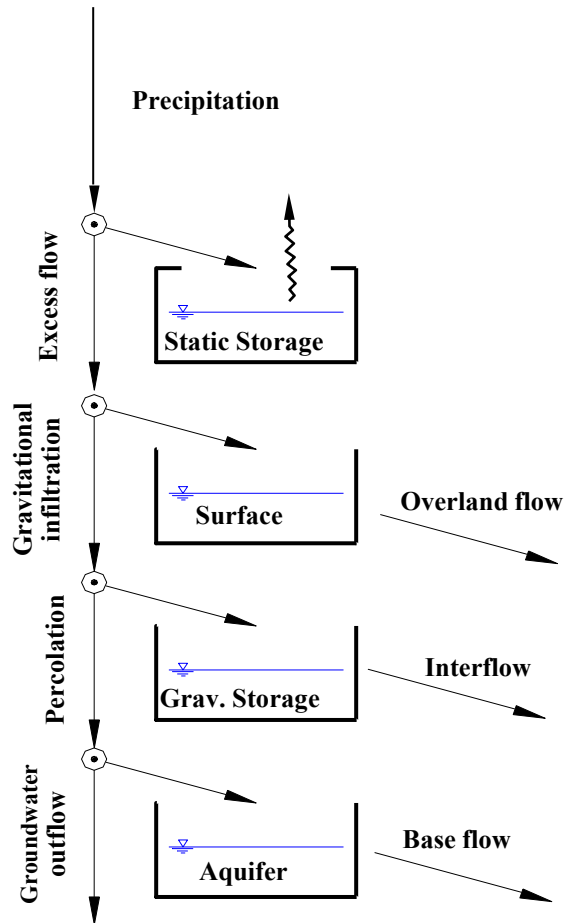 Precipitation
Excess flow
Static Storage
Gravitational
infiltration
Surface
Overland flow
Percolation
Grav. Storage
Interflow
Groundwater
outflow
Aquifer
Base flow